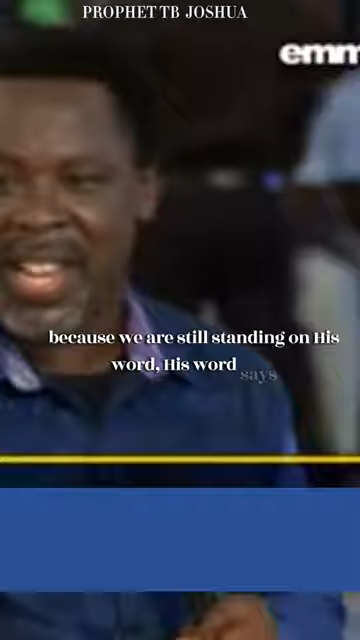 PROPHET TB JOSHUA
emm
because we are still standing on His
word, His word says